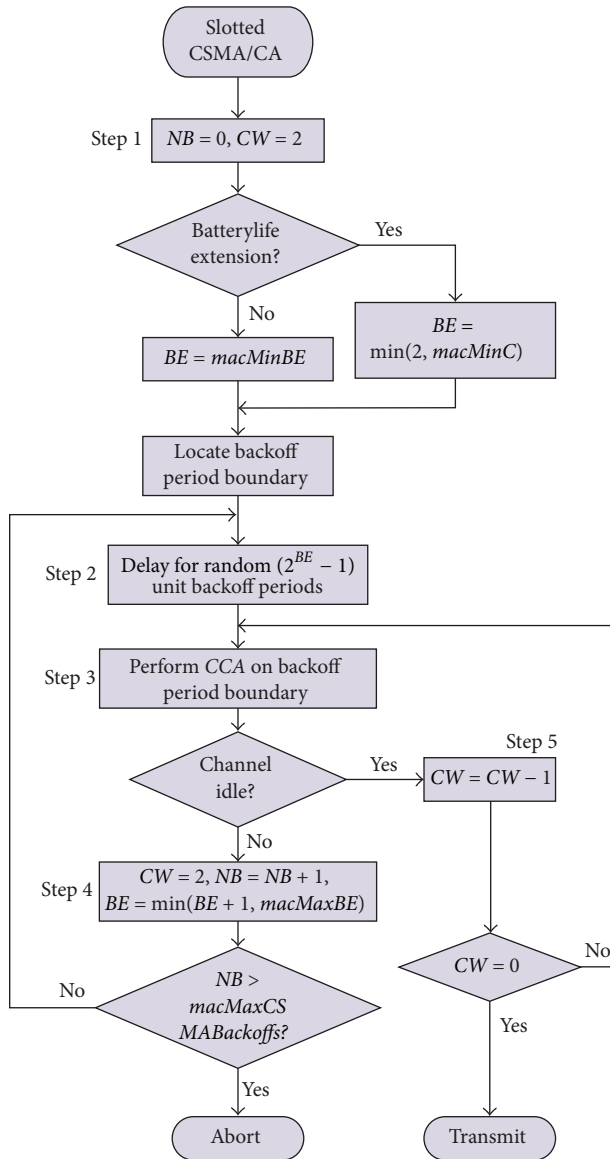 Slotted
CSMA/CA
Step 1
NB = 0, CW = 2
Batterylife
extension?
Yes
No
BE = macMinBE
BE =
min(2, macMinC)
Locate backoff
period boundary
Step 2
Delay for random (2^BE − 1)
unit backoff periods
Step 3
Perform CCA on backoff
period boundary
Channel
idle?
Yes
Step 5
CW = CW − 1
No
Step 4
CW = 2, NB = NB + 1,
BE = min(BE + 1, macMaxBE)
CW = 0
No
No
NB >
macMaxCS
MABackoffs?
Yes
Yes
Abort
Transmit